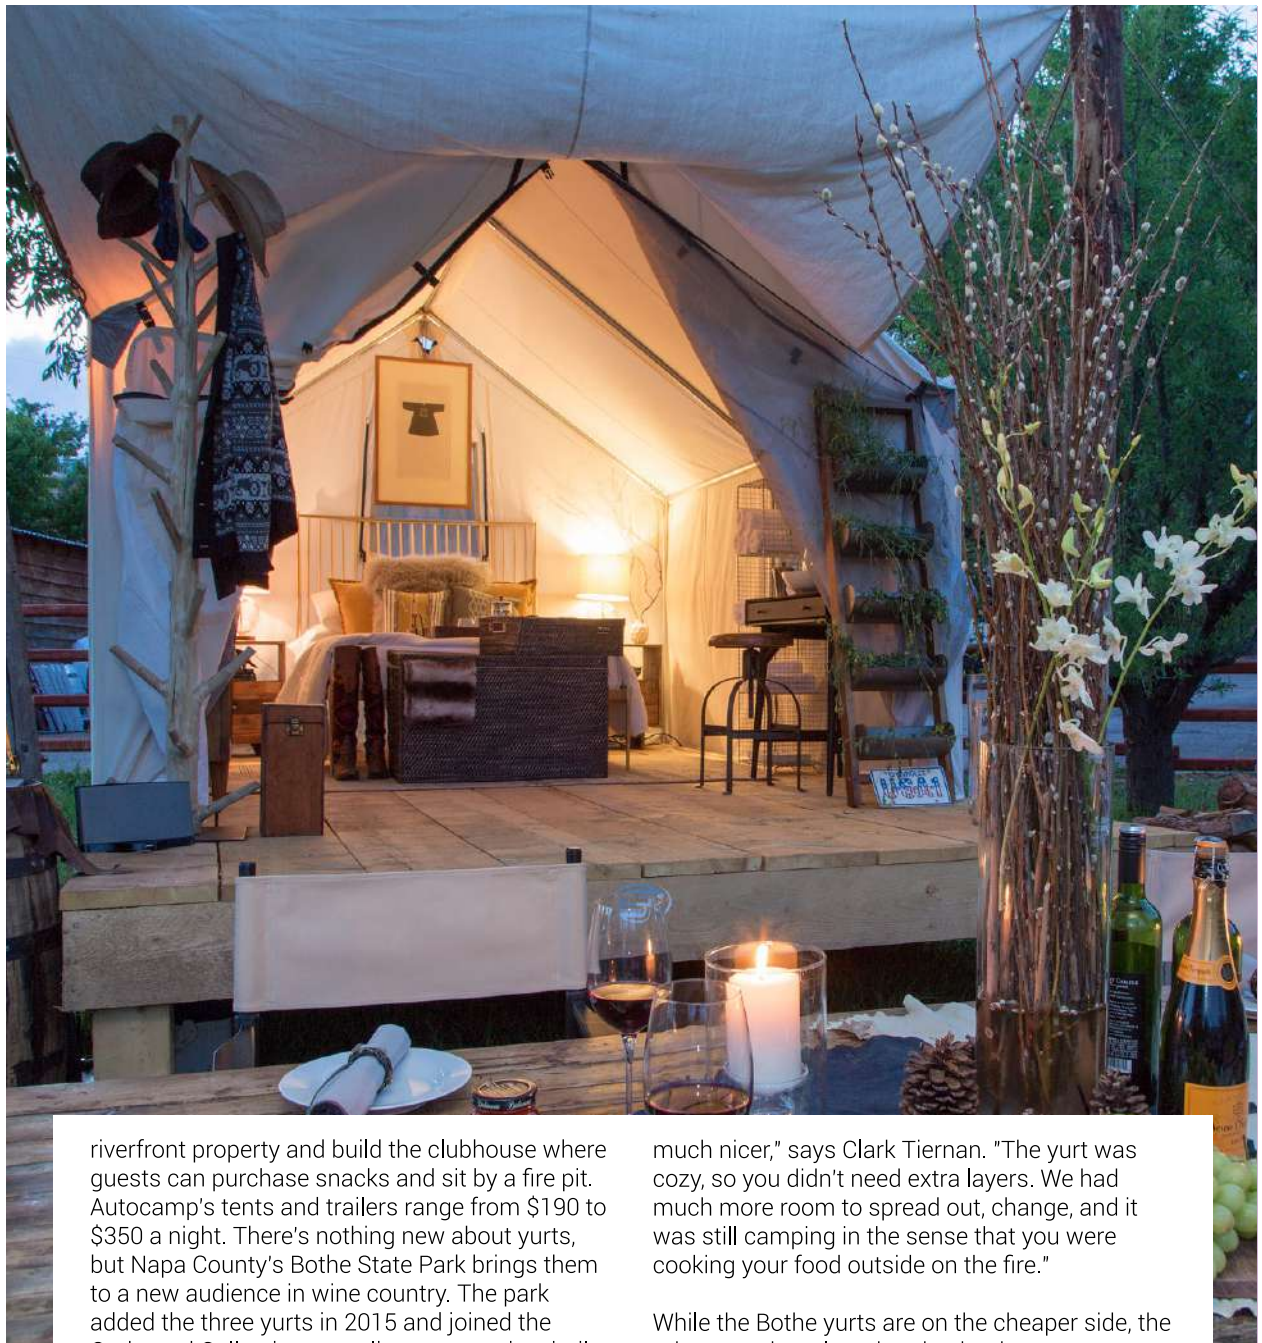 riverfront property and build the clubhouse where
guests can purchase snacks and sit by a fire pit.
Autocamp's tents and trailers range from $190 to
$350 a night. There's nothing new about yurts,
but Napa County's Bothe State Park brings them
to a new audience in wine country. The park
added the three yurts in 2015 and joined the
much nicer," says Clark Tiernan. "The yurt was
cozy, so you didn't need extra layers. We had
much more room to spread out, change, and it
was still camping in the sense that you were
cooking your food outside on the fire."
While the Bothe yurts are on the cheaper side, the